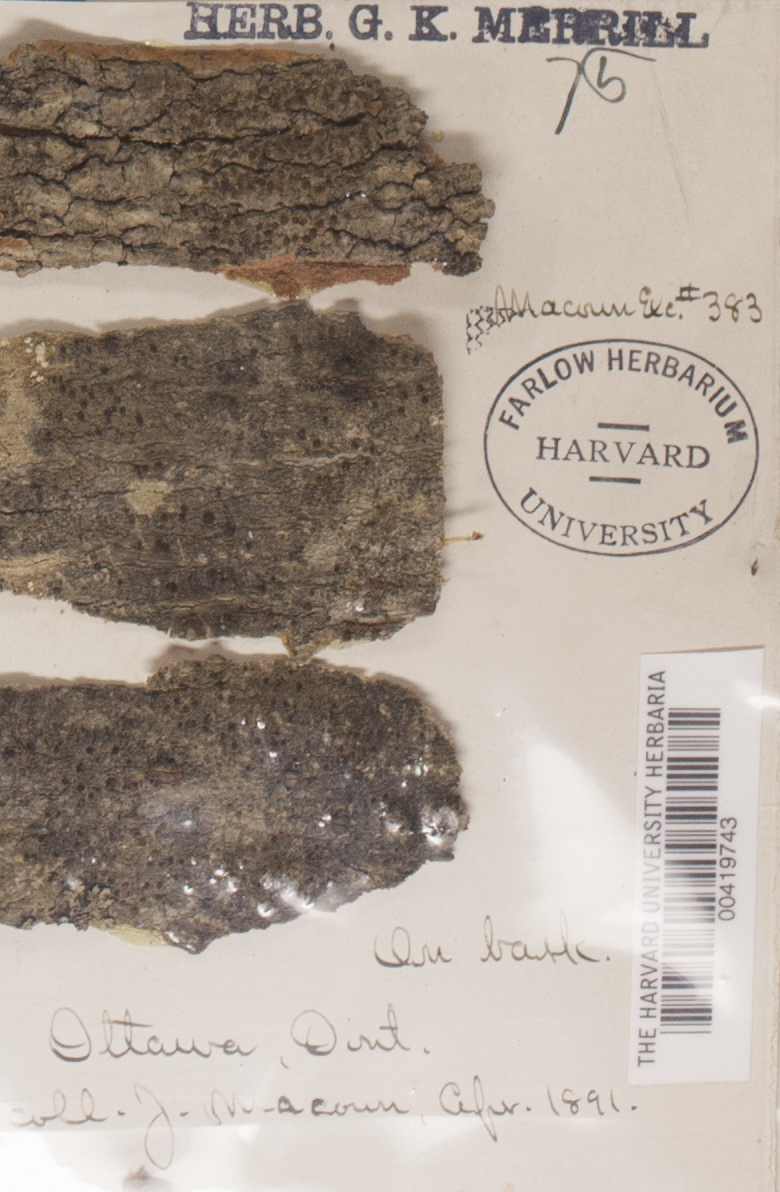 HERB. G. K. MERRILL
Macoun Exc. # 383
FARLOW HERBARIUM
HARVARD
UNIVERSITY
THE HARVARD UNIVERSITY HERBARIA
00419743
On bark.
Ottawa, Ont.
coll. J. Macoun, Apr. 1891.